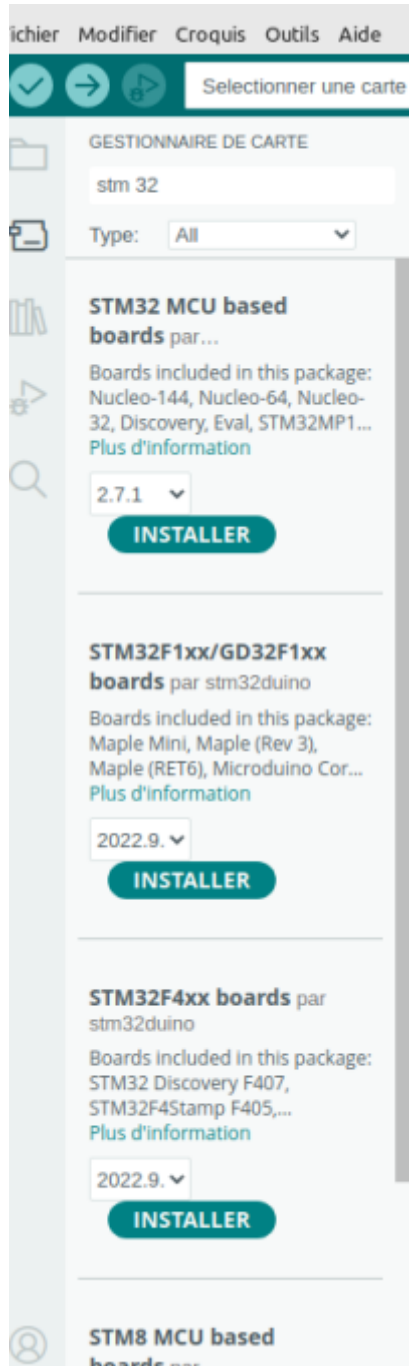 ichier Modifier Croquis Outils Aide
Selectionner une carte
GESTIONNAIRE DE CARTE
stm 32
Type: All
STM32 MCU based
boards par...
Boards included in this package:
Nucleo-144, Nucleo-64, Nucleo-
32, Discovery, Eval, STM32MP1...
Plus d'information
2.7.1
INSTALLER
STM32F1xx/GD32F1xx
boards par stm32duino
Boards included in this package:
Maple Mini, Maple (Rev 3),
Maple (RET6), Microduino Cor...
Plus d'information
2022.9.
INSTALLER
STM32F4xx boards par
stm32duino
Boards included in this package:
STM32 Discovery F407,
STM32F4Stamp F405,...
Plus d'information
2022.9.
INSTALLER
STM8 MCU based
boards par